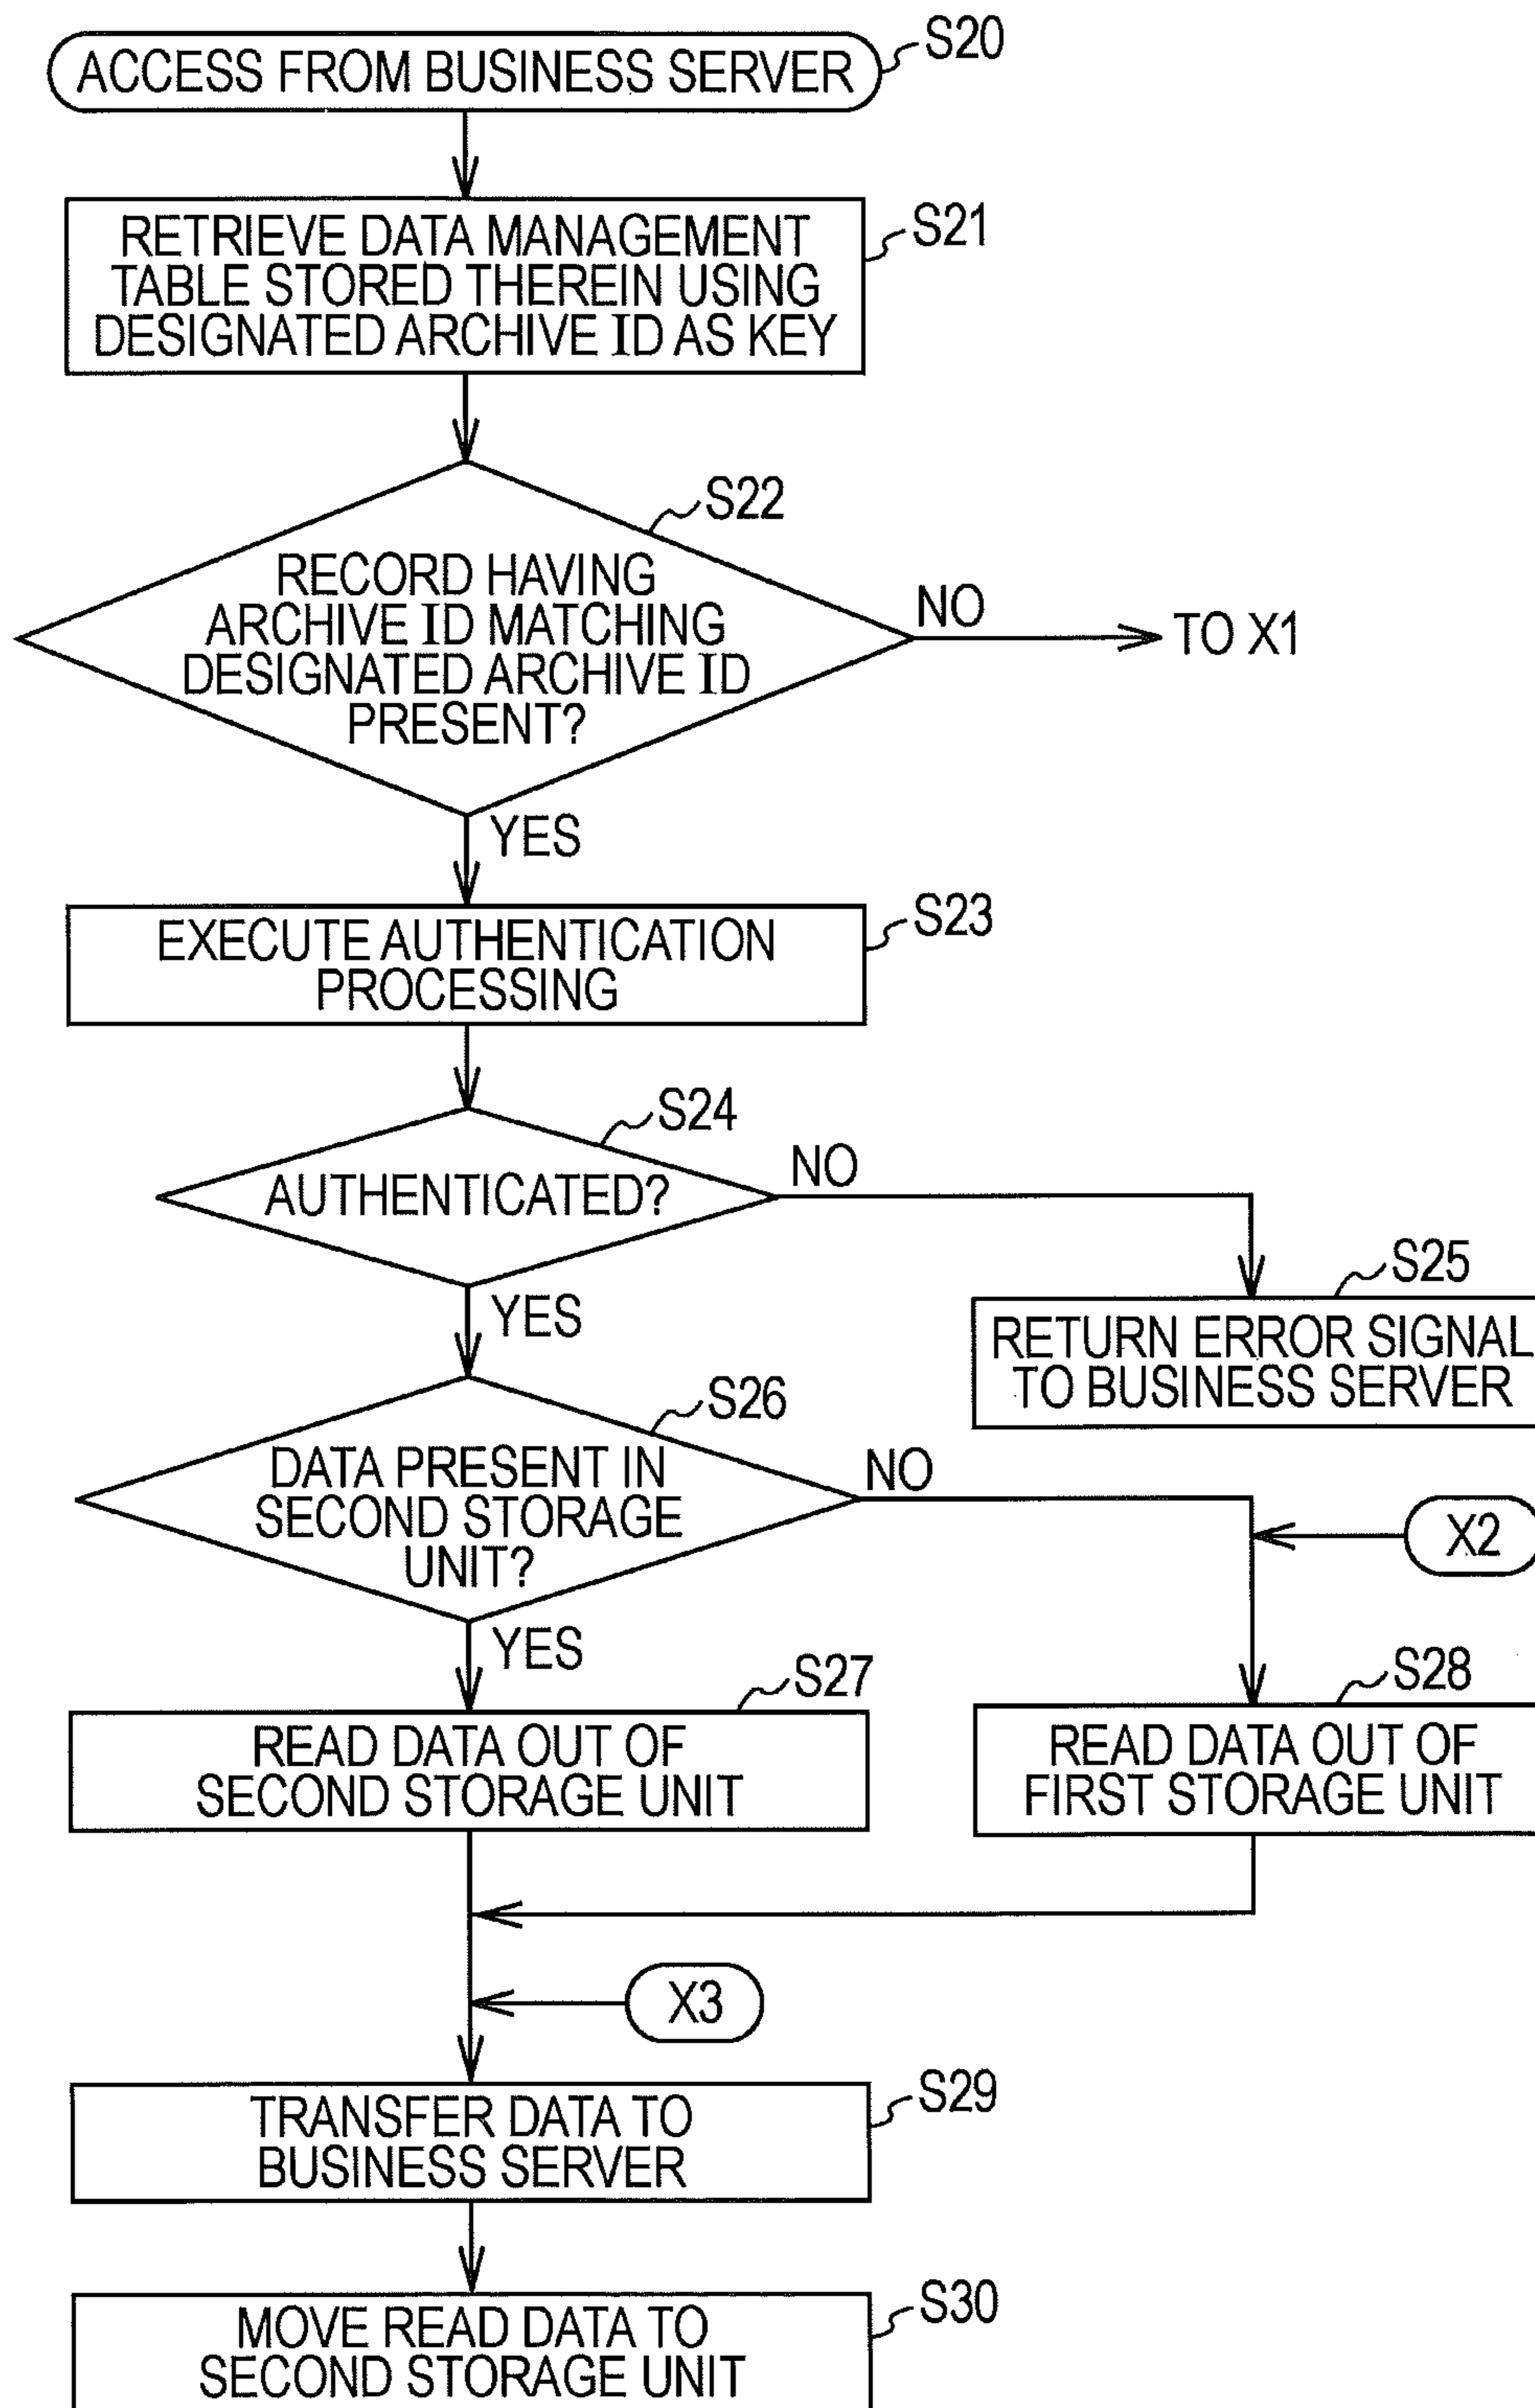 ACCESS FROM BUSINESS SERVER
S20
RETRIEVE DATA MANAGEMENT
TABLE STORED THEREIN USING
DESIGNATED ARCHIVE ID AS KEY
S21
S22
RECORD HAVING
ARCHIVE ID MATCHING
DESIGNATED ARCHIVE ID
PRESENT?
NO
TO X1
YES
S23
EXECUTE AUTHENTICATION
PROCESSING
S24
AUTHENTICATED?
NO
YES
S25
RETURN ERROR SIGNAL
TO BUSINESS SERVER
S26
DATA PRESENT IN
SECOND STORAGE
UNIT?
NO
X2
YES
S27
READ DATA OUT OF
SECOND STORAGE UNIT
S28
READ DATA OUT OF
FIRST STORAGE UNIT
X3
S29
TRANSFER DATA TO
BUSINESS SERVER
S30
MOVE READ DATA TO
SECOND STORAGE UNIT